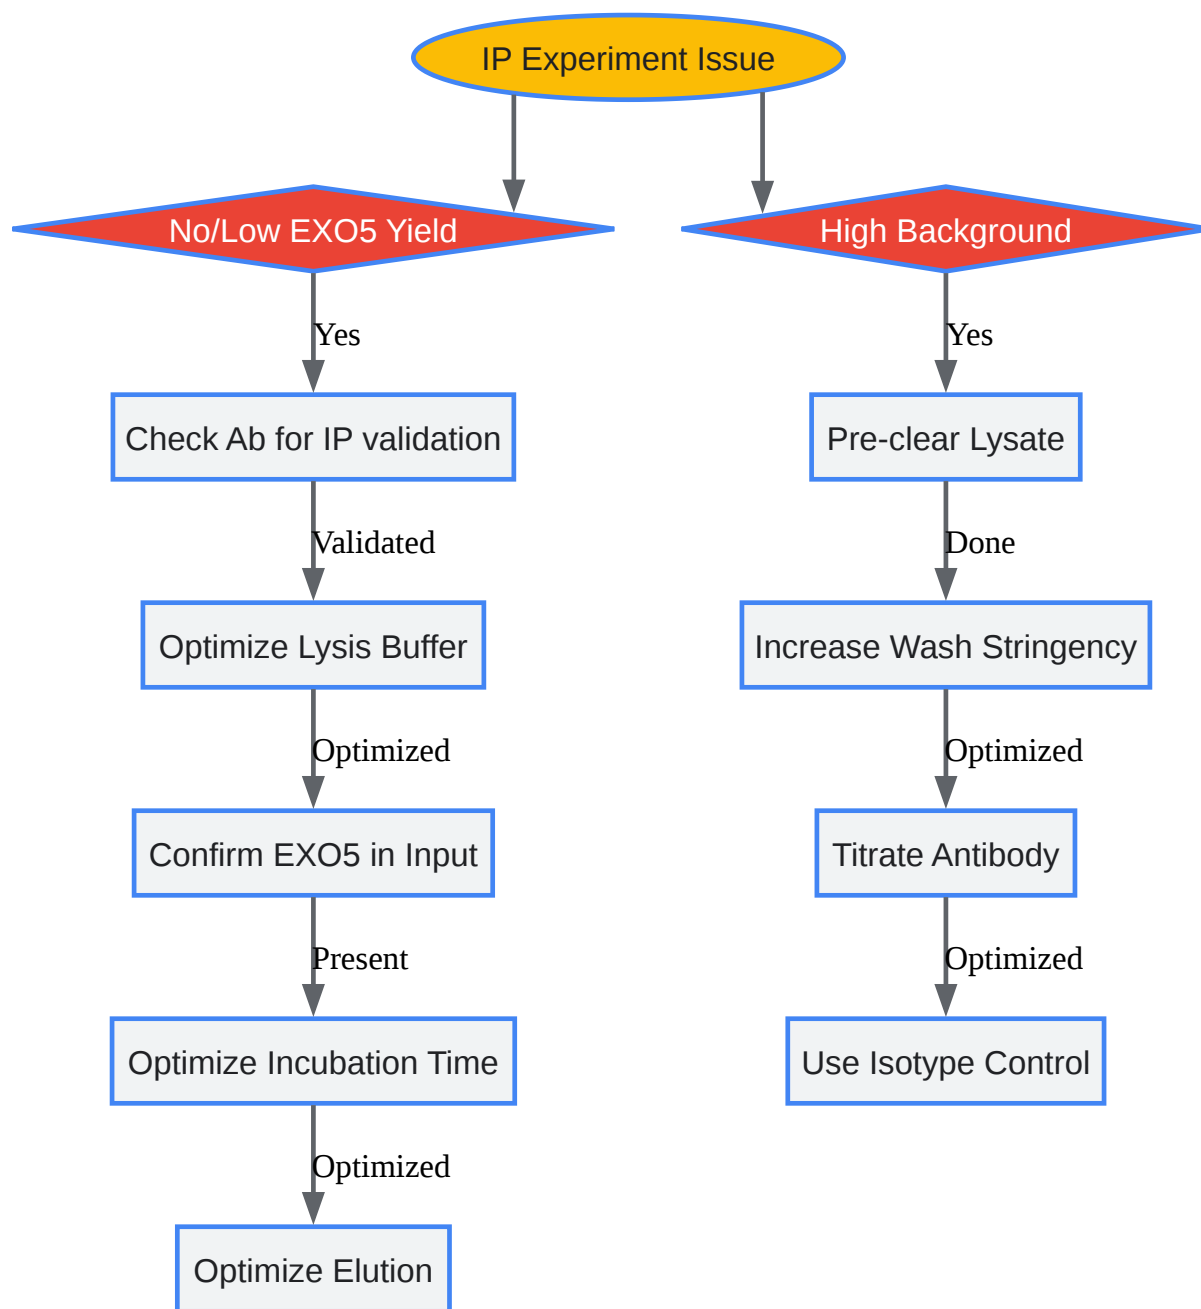 IP Experiment Issue
No/Low EXO5 Yield
High Background
Yes
Yes
Check Ab for IP validation
Pre-clear Lysate
Validated
Done
Optimize Lysis Buffer
Increase Wash Stringency
Optimized
Optimized
Confirm EXO5 in Input
Titrate Antibody
Present
Optimized
Optimize Incubation Time
Use Isotype Control
Optimized
Optimize Elution